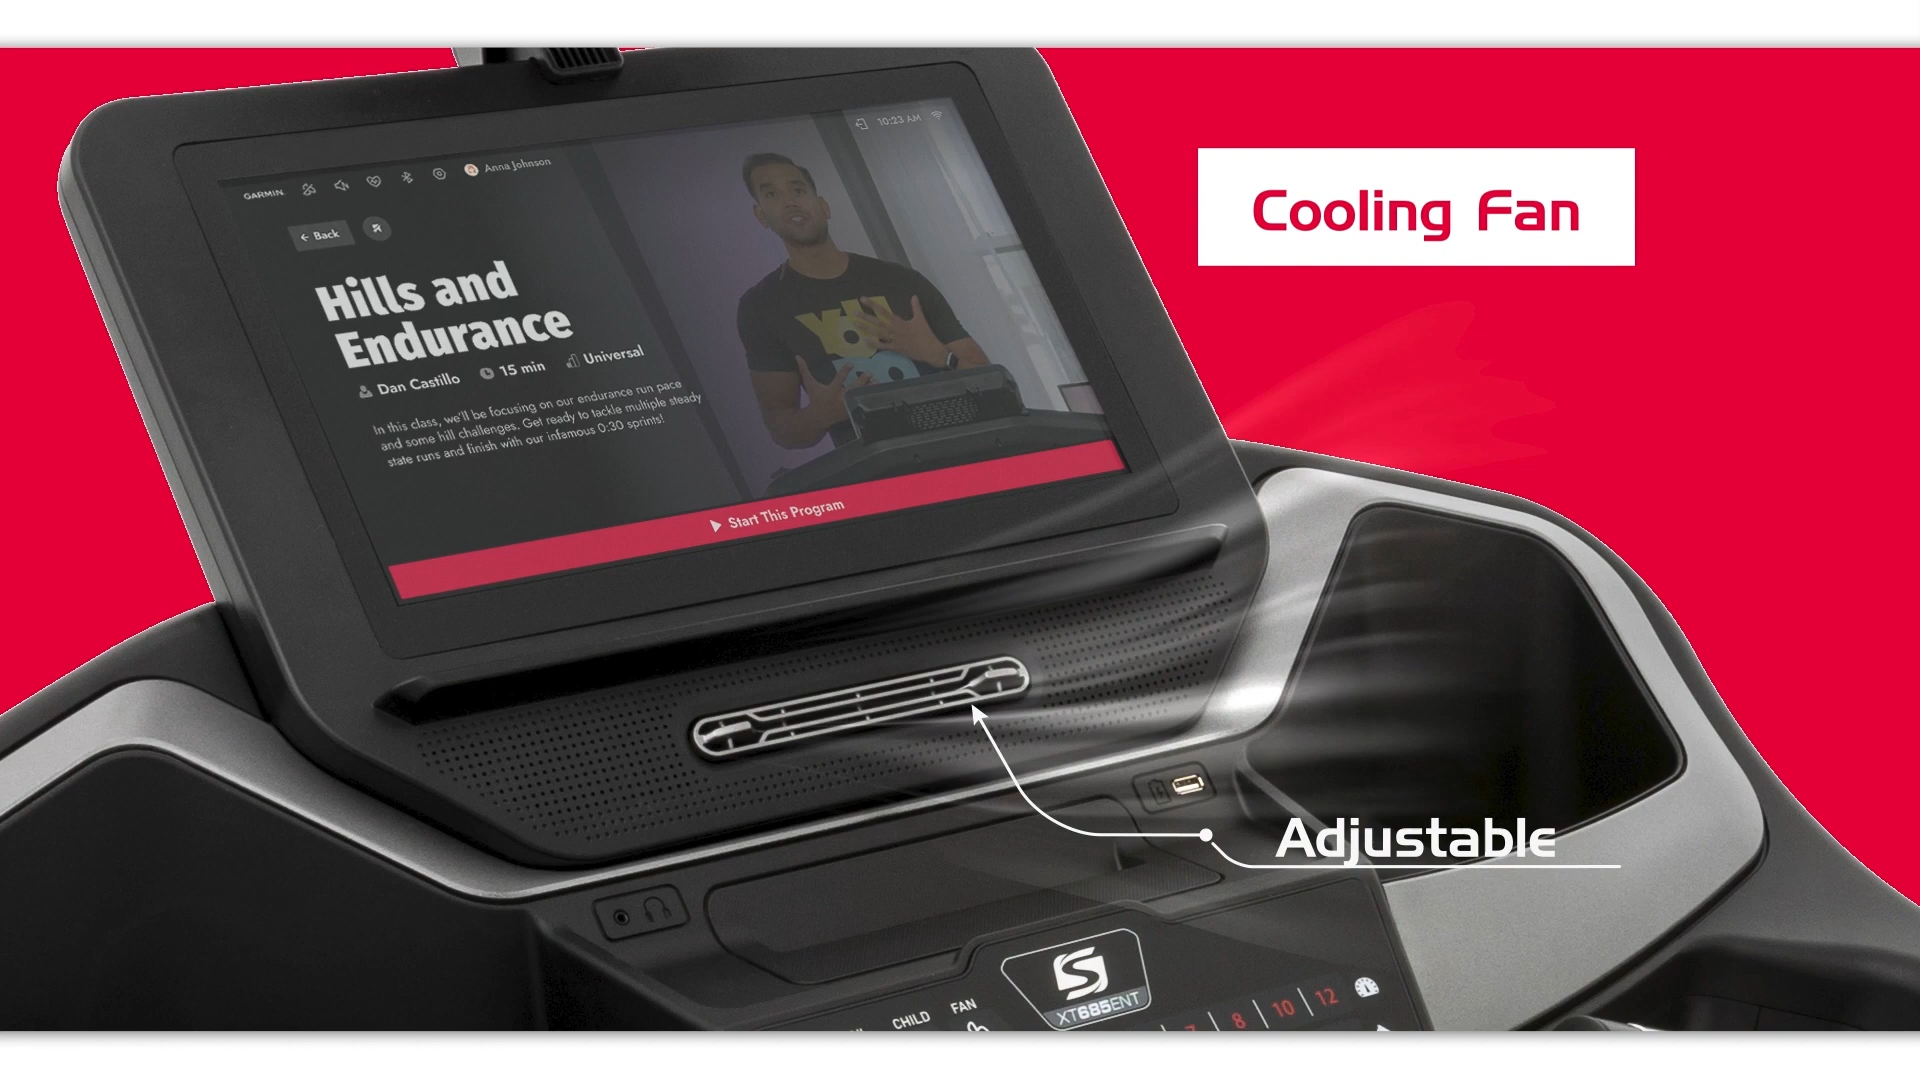 Cooling Fan
10:23 AM
GARMIN
Anna Johnson
Back
Hills and
Endurance
Dan Castillo 15 min Universal
In this class, we'll be focusing on our endurance run pace
and some hill challenges. Get ready to tackle multiple steady
state runs and finish with our infamous 0:30 sprints!
Start This Program
Adjustable
CHILD FAN
XT685ENT
7 8 10 12